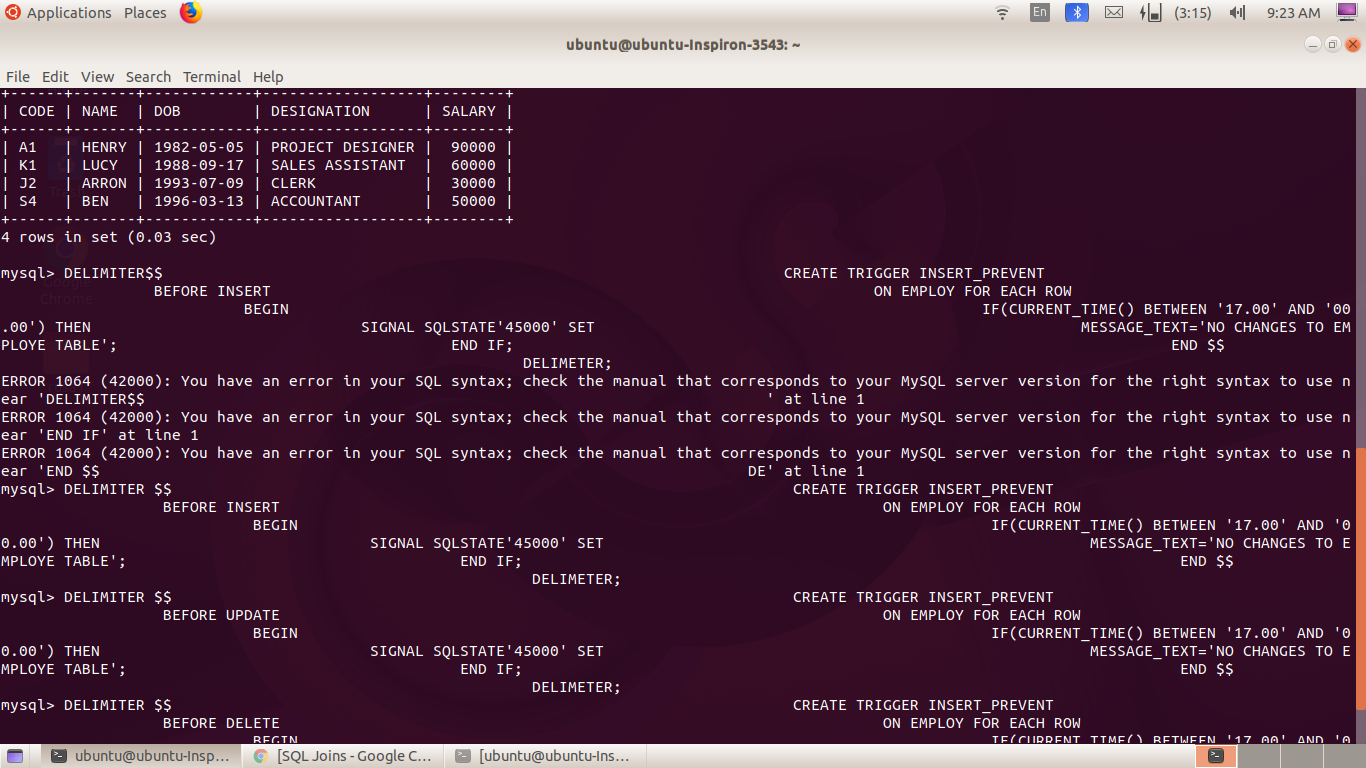 Applications Places En (3:15) 9:23 AM
ubuntu@ubuntu-Inspiron-3543: ~
File Edit View Search Terminal Help
+------+-------+------------+-----------------+--------+
| CODE | NAME  | DOB        | DESIGNATION      | SALARY |
+------+-------+------------+------------------+--------+
| A1   | HENRY | 1982-05-05 | PROJECT DESIGNER |  90000 |
| K1   | LUCY  | 1988-09-17 | SALES ASSISTANT  |  60000 |
| J2   | ARRON | 1993-07-09 | CLERK            |  30000 |
| S4   | BEN   | 1996-03-13 | ACCOUNTANT       |  50000 |
+------+-------+------------+------------------+--------+
4 rows in set (0.03 sec)
mysql> DELIMITER$$ CREATE TRIGGER INSERT_PREVENT
BEFORE INSERT ON EMPLOY FOR EACH ROW
BEGIN IF(CURRENT_TIME() BETWEEN '17.00' AND '00
.00') THEN SIGNAL SQLSTATE'45000' SET MESSAGE_TEXT='NO CHANGES TO EM
PLOYE TABLE'; END IF; END $$
DELIMETER;
ERROR 1064 (42000): You have an error in your SQL syntax; check the manual that corresponds to your MySQL server version for the right syntax to use n
ear 'DELIMITER$$ ' at line 1
ERROR 1064 (42000): You have an error in your SQL syntax; check the manual that corresponds to your MySQL server version for the right syntax to use n
ear 'END IF' at line 1
ERROR 1064 (42000): You have an error in your SQL syntax; check the manual that corresponds to your MySQL server version for the right syntax to use n
ear 'END $$ DE' at line 1
mysql> DELIMITER $$ CREATE TRIGGER INSERT_PREVENT
BEFORE INSERT ON EMPLOY FOR EACH ROW
BEGIN IF(CURRENT_TIME() BETWEEN '17.00' AND '0
0.00') THEN SIGNAL SQLSTATE'45000' SET MESSAGE_TEXT='NO CHANGES TO E
MPLOYE TABLE'; END IF; END $$
DELIMETER;
mysql> DELIMITER $$ CREATE TRIGGER INSERT_PREVENT
BEFORE UPDATE ON EMPLOY FOR EACH ROW
BEGIN IF(CURRENT_TIME() BETWEEN '17.00' AND '0
0.00') THEN SIGNAL SQLSTATE'45000' SET MESSAGE_TEXT='NO CHANGES TO E
MPLOYE TABLE'; END IF; END $$
DELIMETER;
mysql> DELIMITER $$ CREATE TRIGGER INSERT_PREVENT
BEFORE DELETE ON EMPLOY FOR EACH ROW
BEGIN IF(CURRENT_TIME() BETWEEN '17.00' AND '0
ubuntu@ubuntu-Insp... [SQL Joins - Google C... [ubuntu@ubuntu-Ins...